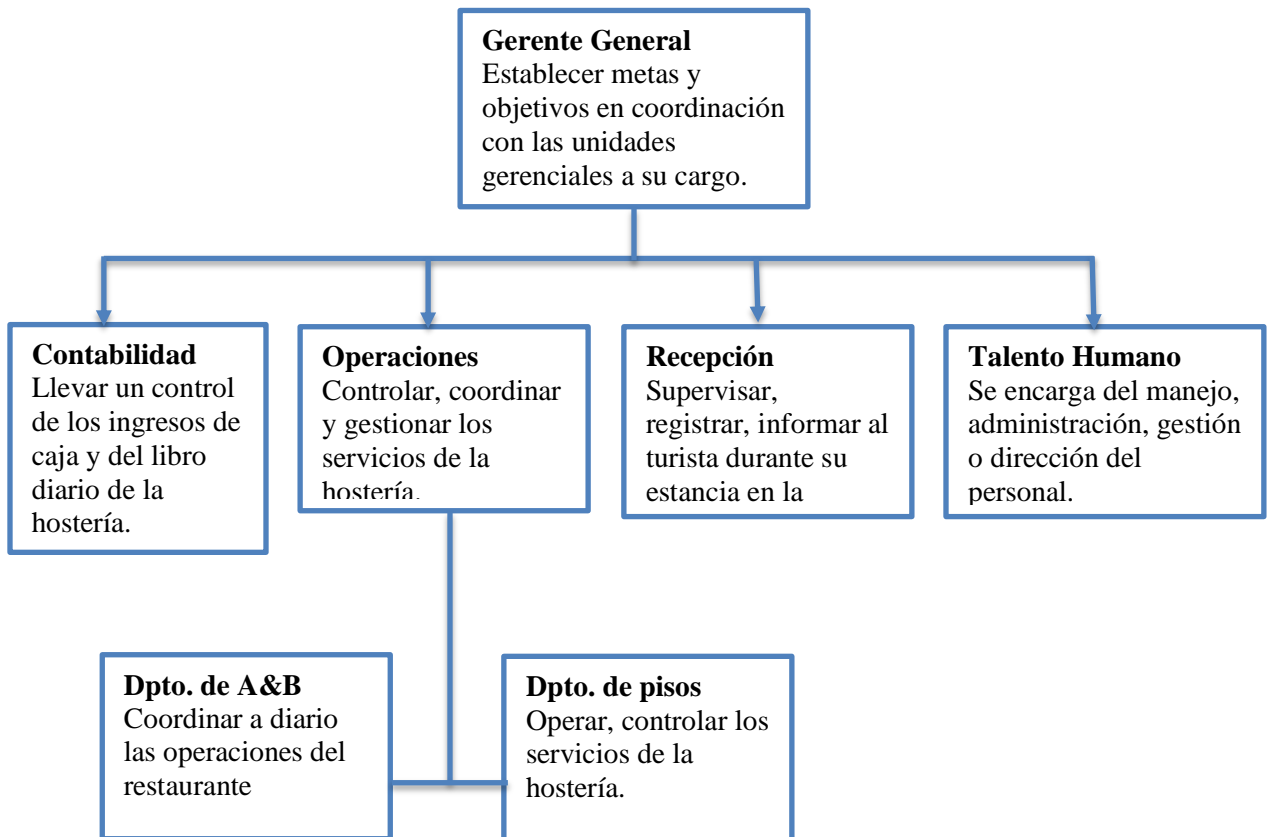 Gerente General
Establecer metas y
objetivos en coordinación
con las unidades
gerenciales a su cargo.
Contabilidad
Llevar un control
de los ingresos de
caja y del libro
diario de la
hostería.
Operaciones
Controlar, coordinar
y gestionar los
servicios de la
hostería.
Recepción
Supervisar,
registrar, informar al
turista durante su
estancia en la
Talento Humano
Se encarga del manejo,
administración, gestión
o dirección del
personal.
Dpto. de A&B
Coordinar a diario
las operaciones del
restaurante
Dpto. de pisos
Operar, controlar los
servicios de la
hostería.